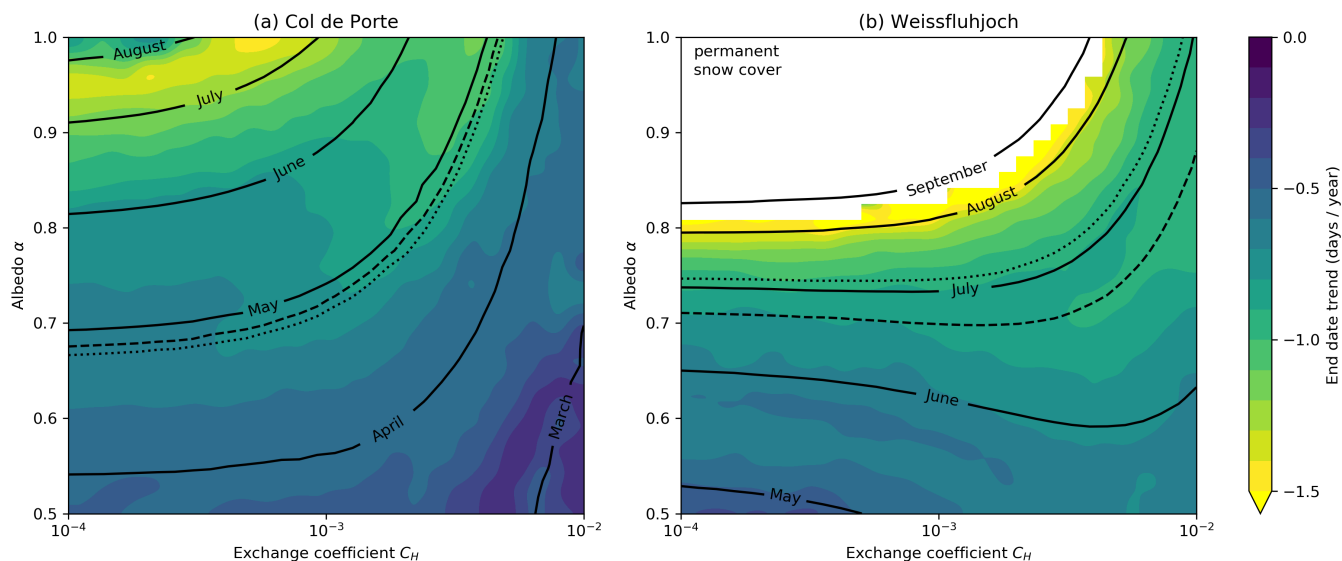 (a) Col de Porte
1.0
0.9
0.8
0.7
0.6
0.5
Albedo α
August
July
June
May
April
March
10⁻⁴
10⁻³
10⁻²
Exchange coefficient C_H
(b) Weissfluhjoch
permanent
snow cover
1.0
0.9
0.8
0.7
0.6
0.5
Albedo α
September
August
July
June
May
10⁻⁴
10⁻³
10⁻²
Exchange coefficient C_H
0.0
−0.5
−1.0
−1.5
End date trend (days / year)